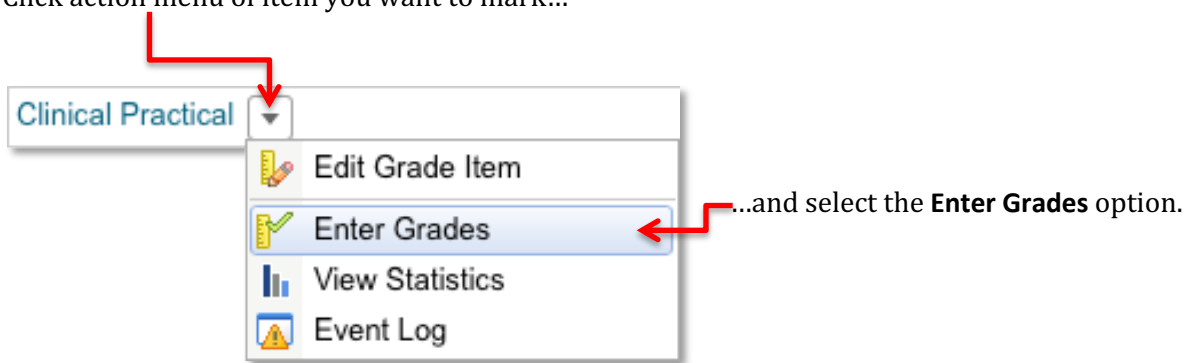 Click action menu of item you want to mark…
Clinical Practical
Edit Grade Item
Enter Grades
…and select the Enter Grades option.
View Statistics
Event Log